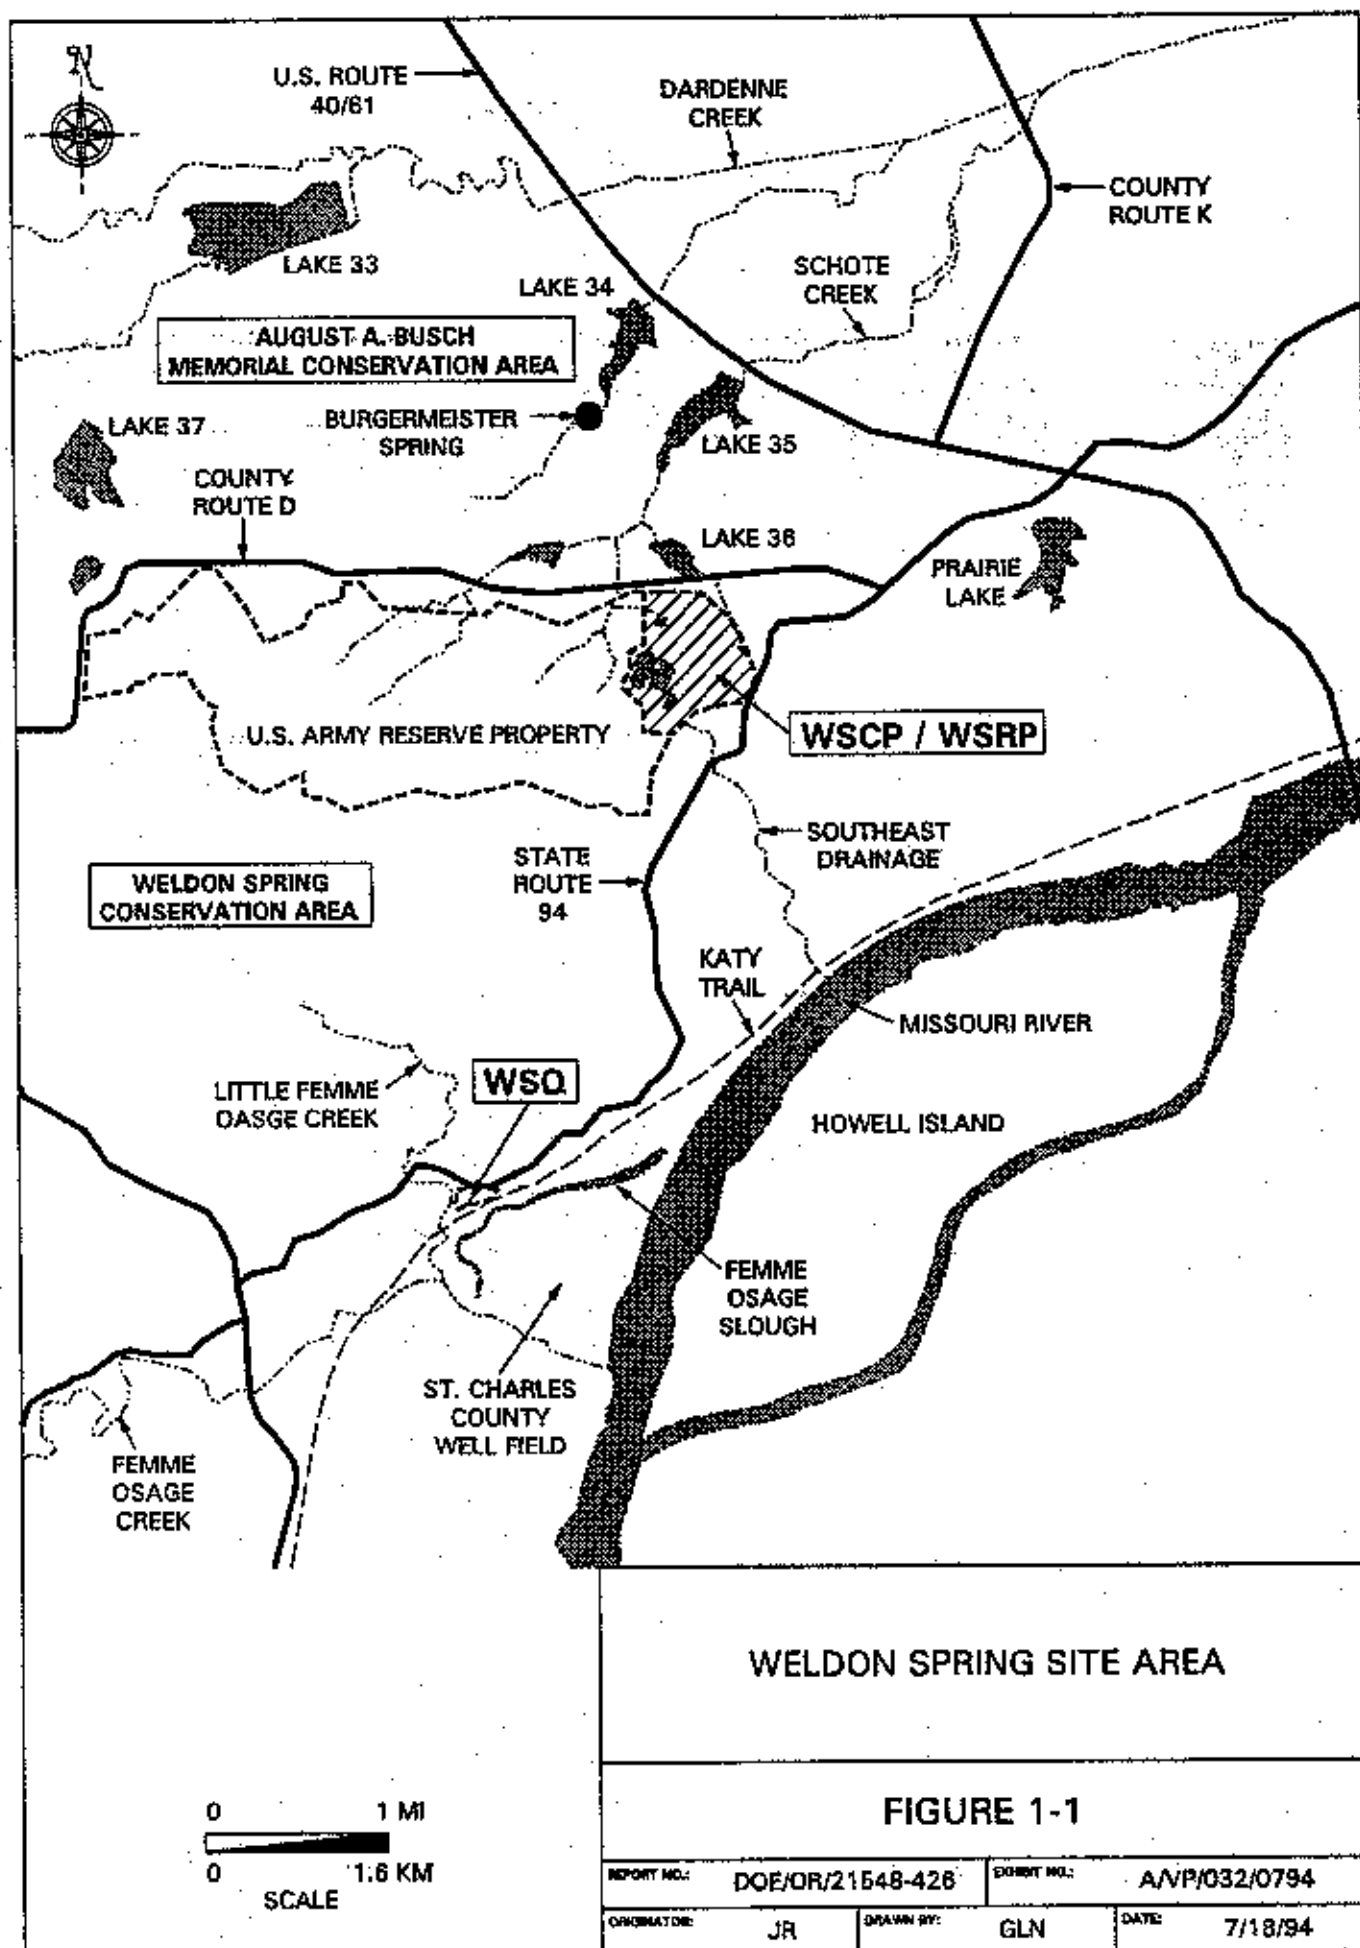 N
U.S. ROUTE
40/61
DARDENNE
CREEK
COUNTY
ROUTE K
LAKE 33
LAKE 34
SCHOTE
CREEK
AUGUST A. BUSCH
MEMORIAL CONSERVATION AREA
LAKE 37
BURGERMEISTER
SPRING
LAKE 35
COUNTY
ROUTE D
LAKE 36
PRAIRIE
LAKE
U.S. ARMY RESERVE PROPERTY
WSCP / WSRP
SOUTHEAST
DRAINAGE
STATE
ROUTE
94
WELDON SPRING
CONSERVATION AREA
KATY
TRAIL
MISSOURI RIVER
LITTLE FEMME
OASGE CREEK
WSQ
HOWELL ISLAND
FEMME
OSAGE
SLOUGH
ST. CHARLES
COUNTY
WELL FIELD
FEMME
OSAGE
CREEK
WELDON SPRING SITE AREA
FIGURE 1-1
0 1 MI
0 1.6 KM
SCALE
REPORT NO.: DOE/OR/21548-426 EXHIBIT NO.: A/VP/032/0794
ORIGINATOR: JR DRAWN BY: GLN DATE: 7/18/94